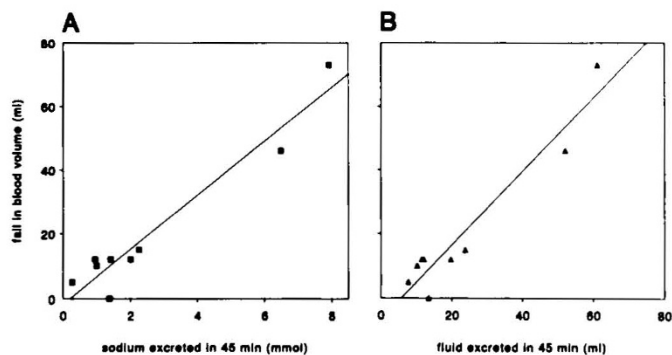 A
B
80
60
40
20
0
fall in blood volume (ml)
0 2 4 6 8
0 20 40 60 80
sodium excreted in 45 min (mmol)
fluid excreted in 45 min (ml)